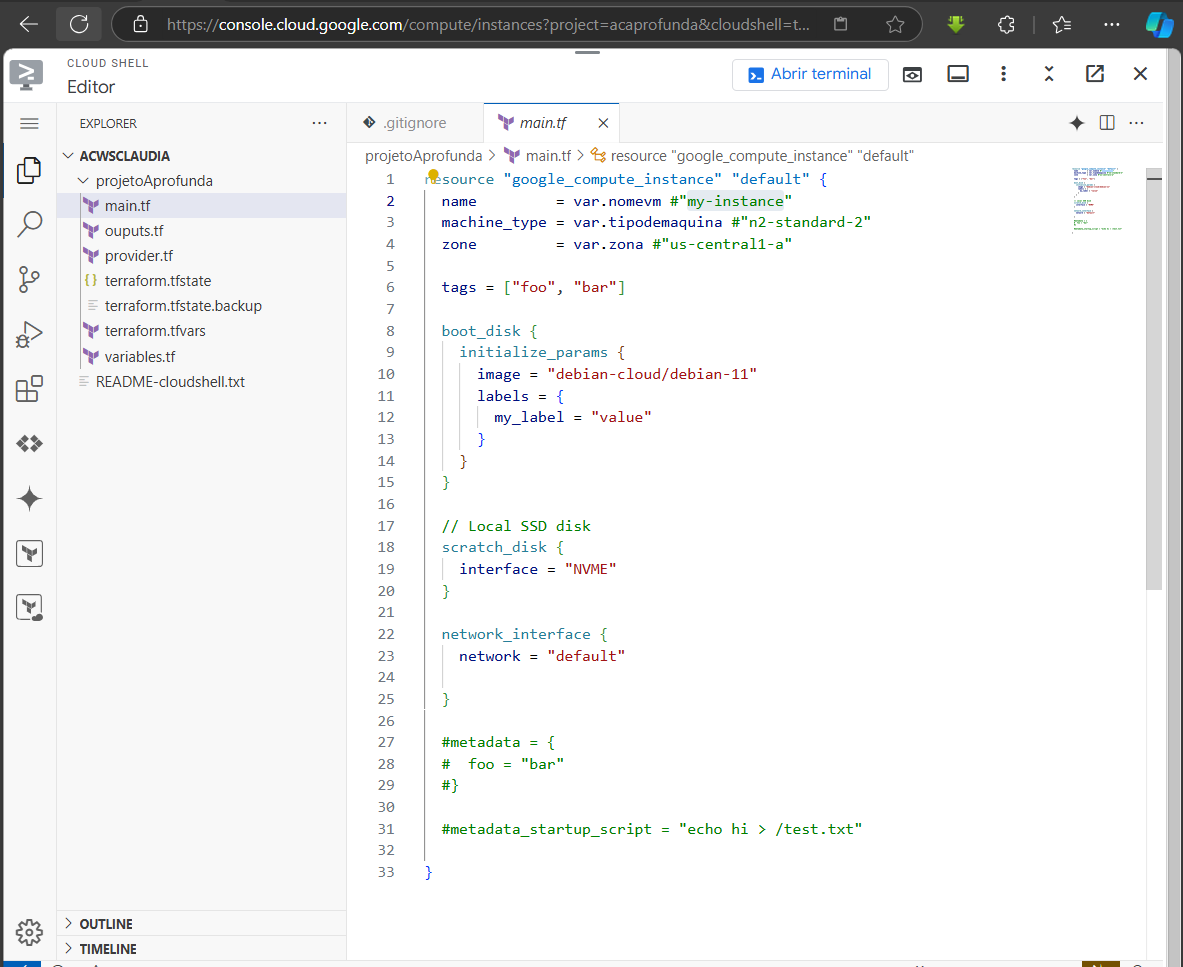 https://console.cloud.google.com/compute/instances?project=acaprofunda&cloudshell=t...
CLOUD SHELL
Editor
Abrir terminal
EXPLORER
ACWSCLAUDIA
projetoAprofunda
main.tf
ouputs.tf
provider.tf
terraform.tfstate
terraform.tfstate.backup
terraform.tfvars
variables.tf
README-cloudshell.txt
OUTLINE
TIMELINE
.gitignore
main.tf
projetoAprofunda > main.tf > resource "google_compute_instance" "default"
1 resource "google_compute_instance" "default" {
2 name = var.nomevm #"my-instance"
3 machine_type = var.tipodemaquina #"n2-standard-2"
4 zone = var.zona #"us-central1-a"
5
6 tags = ["foo", "bar"]
7
8 boot_disk {
9 initialize_params {
10 image = "debian-cloud/debian-11"
11 labels = {
12 my_label = "value"
13 }
14 }
15 }
16
17 // Local SSD disk
18 scratch_disk {
19 interface = "NVME"
20 }
21
22 network_interface {
23 network = "default"
24
25 }
26
27 #metadata = {
28 # foo = "bar"
29 #}
30
31 #metadata_startup_script = "echo hi > /test.txt"
32
33 }